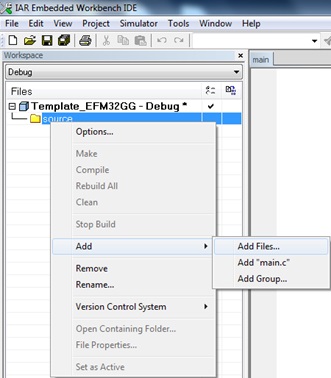 IAR Embedded Workbench IDE
File Edit View Project Simulator Tools Window Help
Workspace
Debug
main
Files
Template_EFM32GG - Debug *
source
Options...
Make
Compile
Rebuild All
Clean
Stop Build
Add
Add Files...
Remove
Add "main.c"
Rename...
Add Group...
Version Control System
Open Containing Folder...
File Properties...
Set as Active